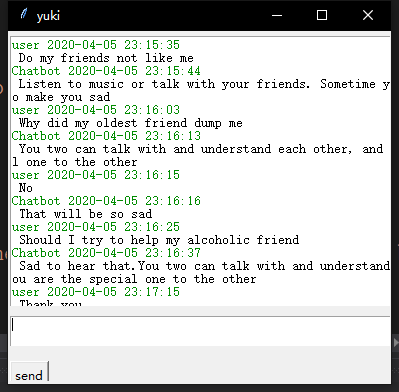 yuki
user 2020-04-05 23:15:35
Do my friends not like me
Chatbot 2020-04-05 23:15:44
Listen to music or talk with your friends. Sometime y
o make you sad
user 2020-04-05 23:16:03
Why did my oldest friend dump me
Chatbot 2020-04-05 23:16:13
You two can talk with and understand each other, and
l one to the other
user 2020-04-05 23:16:15
No
Chatbot 2020-04-05 23:16:16
That will be so sad
user 2020-04-05 23:16:25
Should I try to help my alcoholic friend
Chatbot 2020-04-05 23:16:37
Sad to hear that.You two can talk with and understand
ou are the special one to the other
user 2020-04-05 23:17:15
Thank you
send